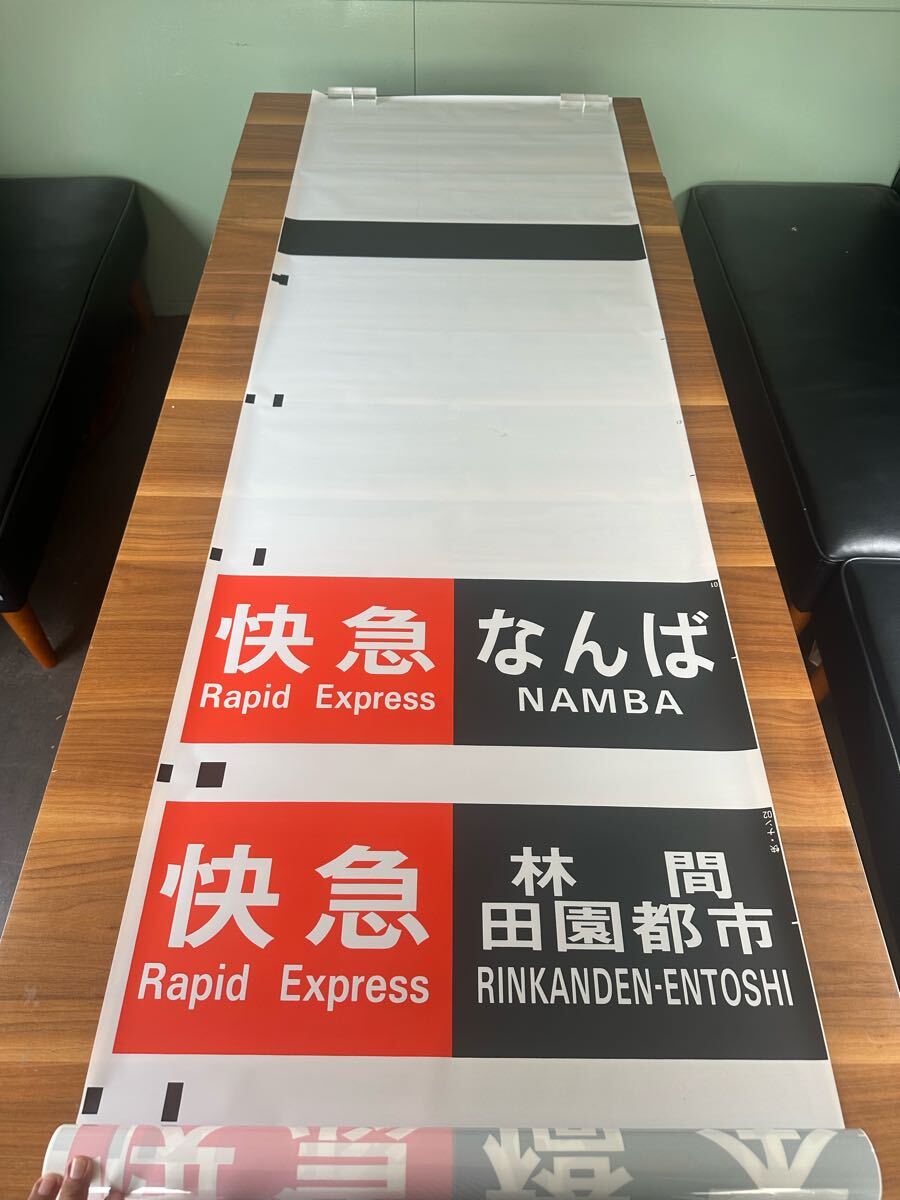 快急 なんば
Rapid Express NAMBA
01
快急 林間
田園都市
Rapid Express RINKANDEN-ENTOSHI